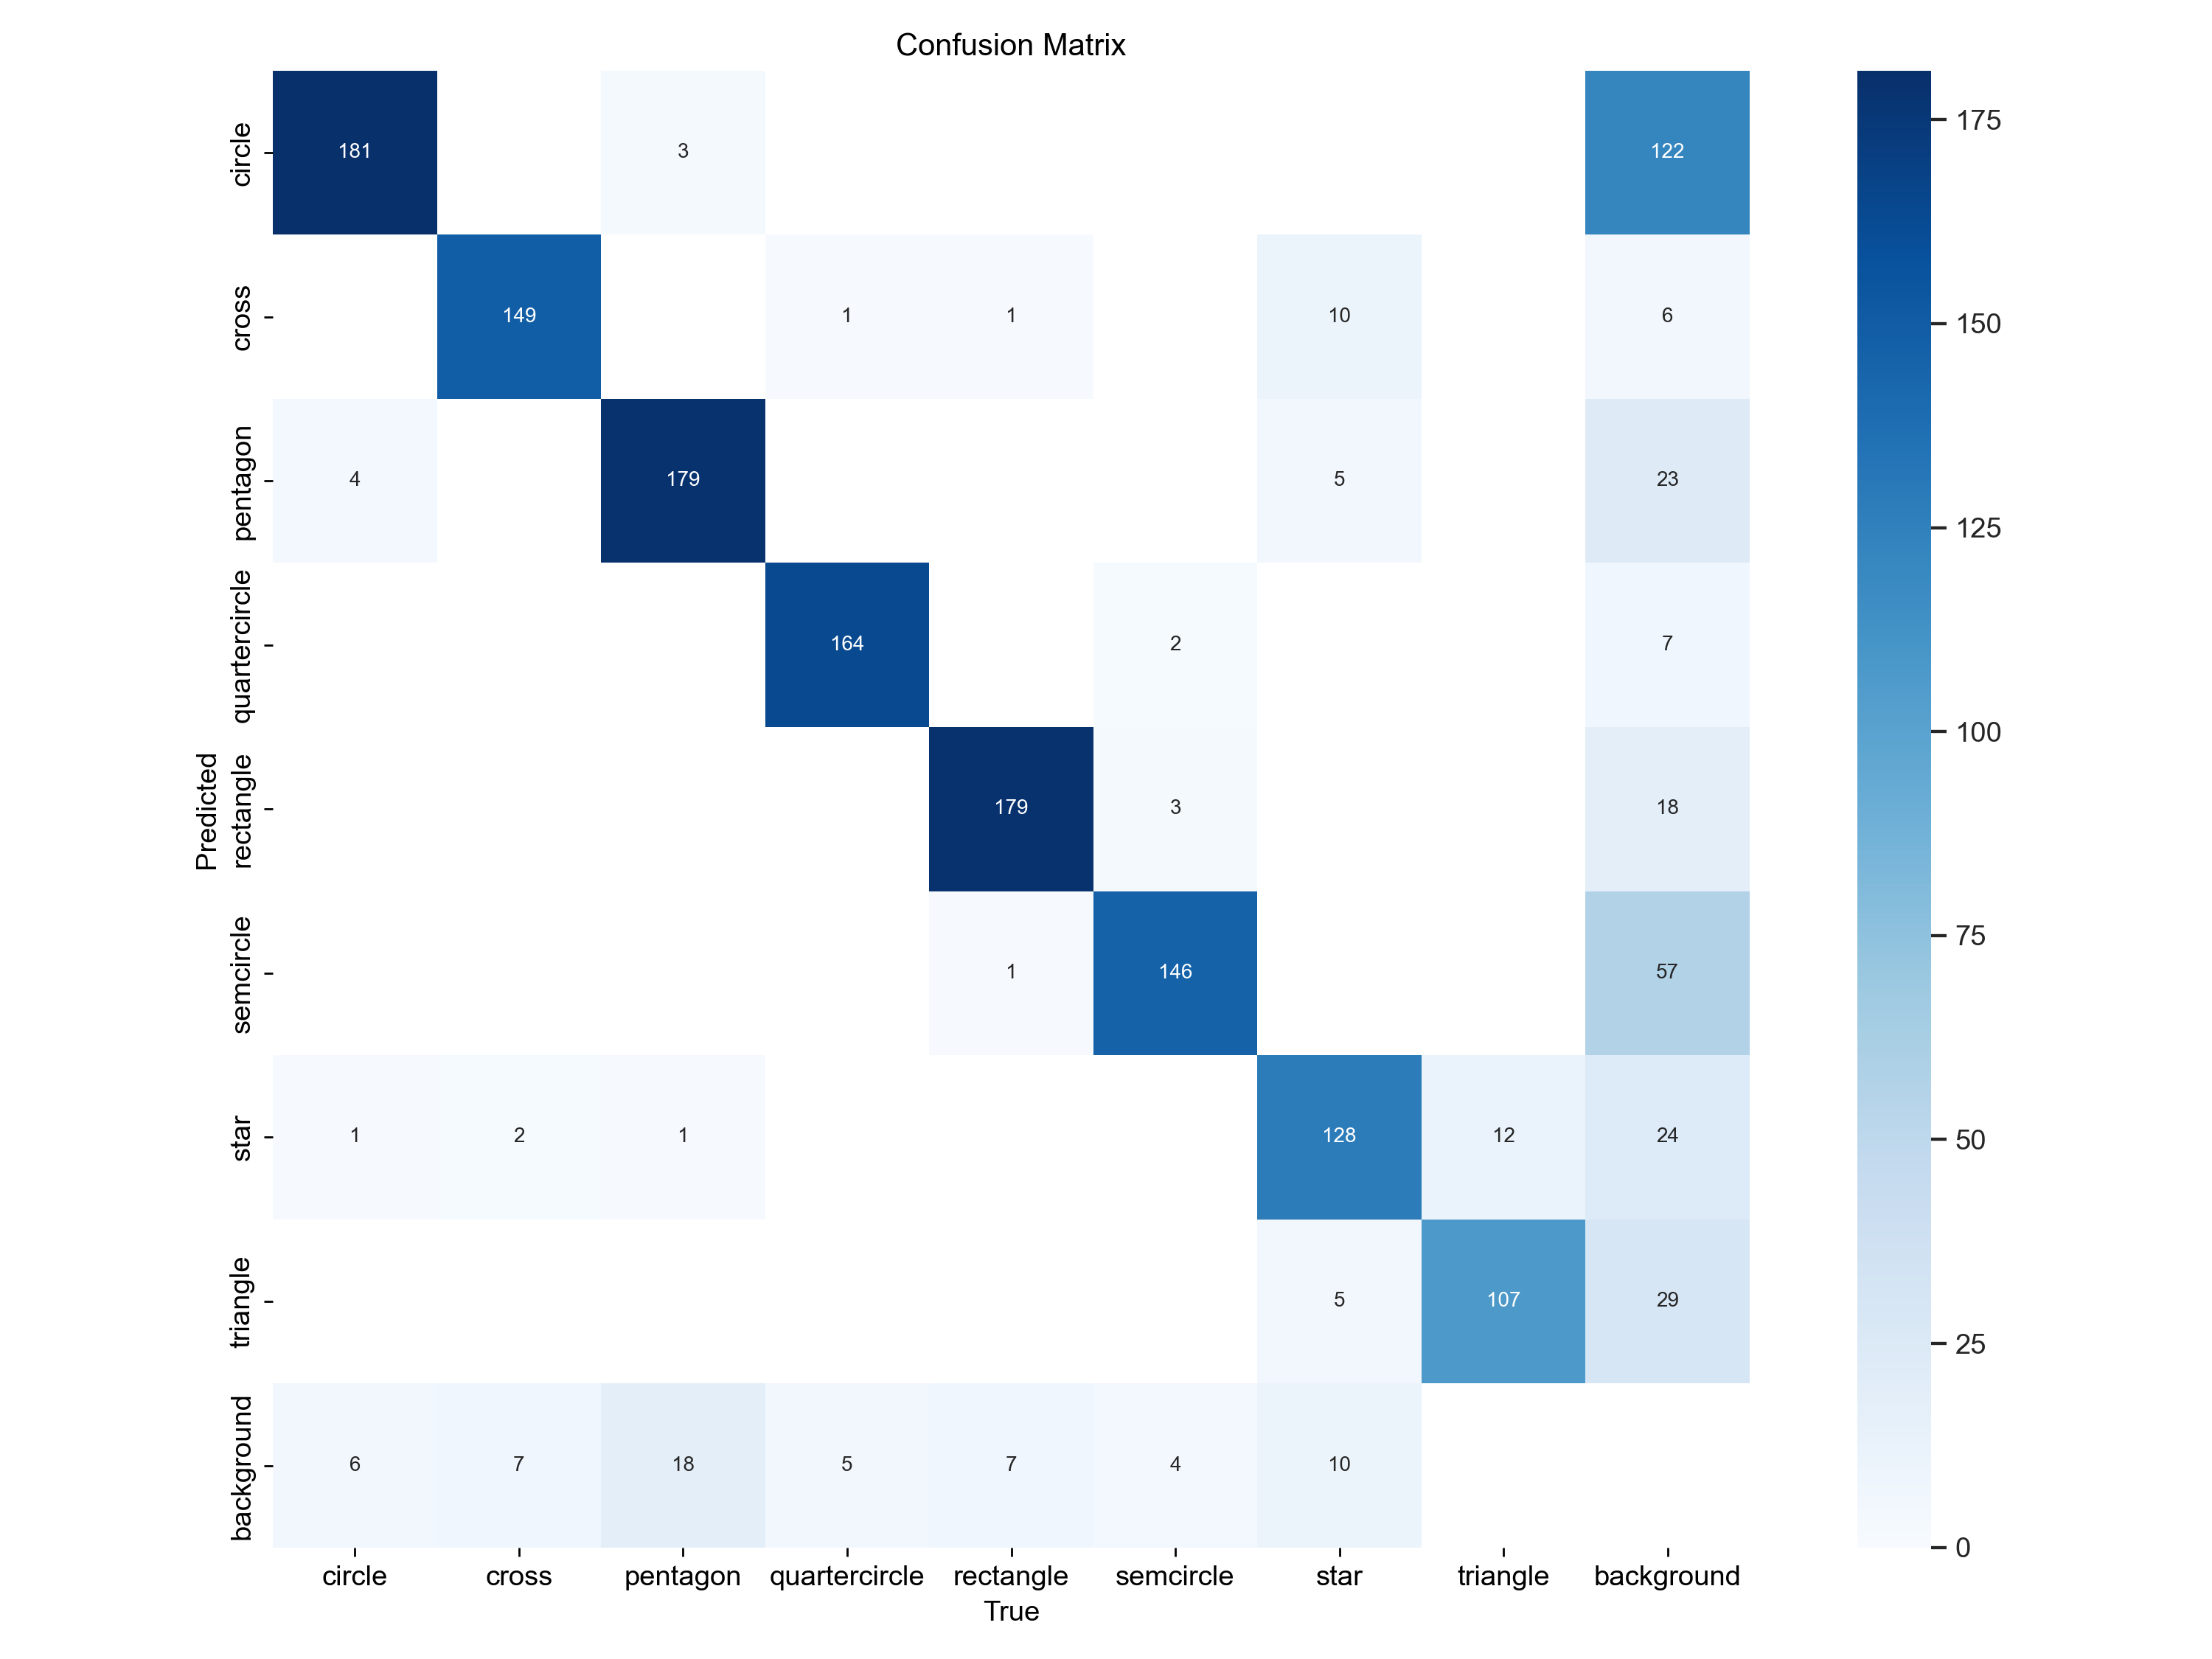 Confusion Matrix
circle 181 3 122
cross 149 1 1 10 6
pentagon 4 179 5 23
quartercircle 164 2 7
rectangle 179 3 18
semcircle 1 146 57
star 1 2 1 128 12 24
triangle 5 107 29
background 6 7 18 5 7 4 10
Predicted
circle cross pentagon quartercircle rectangle semcircle star triangle background
True
175
150
125
100
75
50
25
0